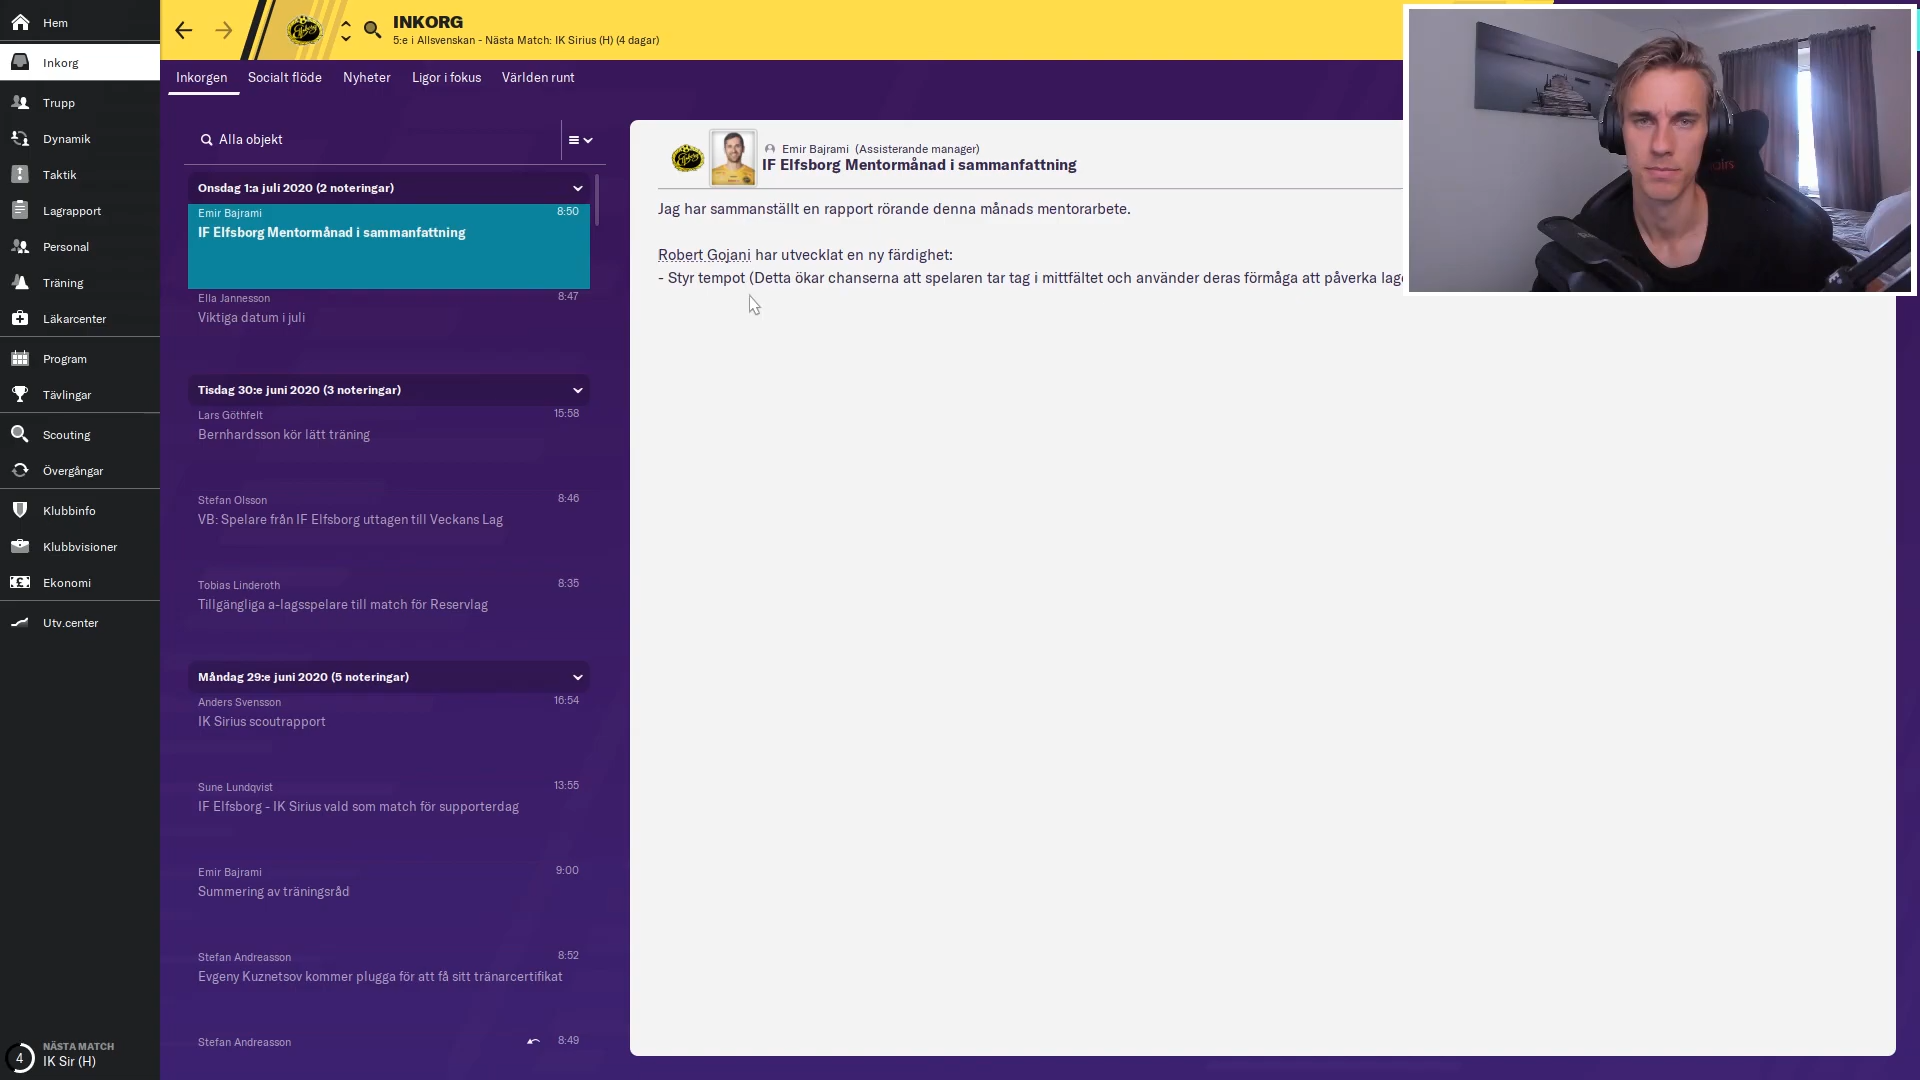 Hem
Inkorg
Trupp
Dynamik
Taktik
Lagrapport
Personal
Träning
Läkarcenter
Program
Tävlingar
Scouting
Övergångar
Klubbinfo
Klubbvisioner
Ekonomi
Utv.center
4
NÄSTA MATCH
IK Sir (H)
INKORG
5:e i Allsvenskan - Nästa Match: IK Sirius (H) (4 dagar)
Inkorgen Socialt flöde Nyheter Ligor i fokus Världen runt
Alla objekt
Onsdag 1:a juli 2020 (2 noteringar)
Emir Bajrami 8:50
IF Elfsborg Mentormånad i sammanfattning
Ella Jannesson 8:47
Viktiga datum i juli
Tisdag 30:e juni 2020 (3 noteringar)
Lars Göthfelt 15:58
Bernhardsson kör lätt träning
Stefan Olsson 8:46
VB: Spelare från IF Elfsborg uttagen till Veckans Lag
Tobias Linderoth 8:35
Tillgängliga a-lagsspelare till match för Reservlag
Måndag 29:e juni 2020 (5 noteringar)
Anders Svensson 16:54
IK Sirius scoutrapport
Sune Lundqvist 13:55
IF Elfsborg - IK Sirius vald som match för supporterdag
Emir Bajrami 9:00
Summering av träningsråd
Stefan Andreasson 8:52
Evgeny Kuznetsov kommer plugga för att få sitt tränarcertifikat
Stefan Andreasson 8:49
Emir Bajrami (Assisterande manager)
IF Elfsborg Mentormånad i sammanfattning
Jag har sammanställt en rapport rörande denna månads mentorarbete.
Robert Gojani har utvecklat en ny färdighet:
- Styr tempot (Detta ökar chanserna att spelaren tar tag i mittfältet och använder deras förmåga att påverka lage